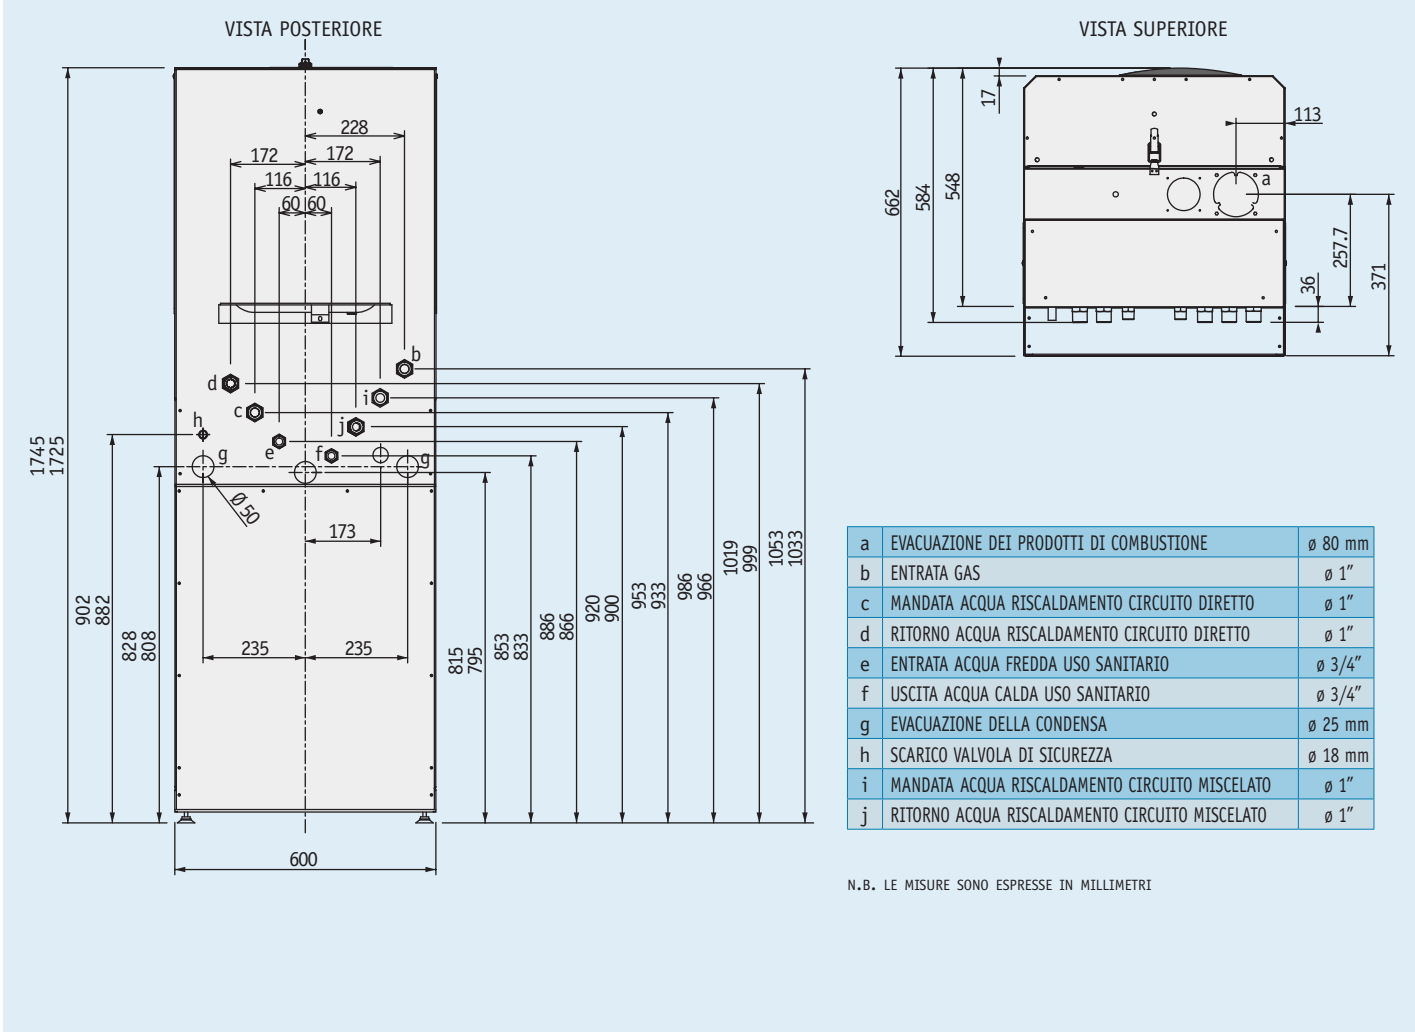 VISTA POSTERIORE
VISTA SUPERIORE
228
172
172
116
116
60
60
b
d
i
c
j
h
e
f
g
g
Ø 50
173
235
235
600
1745
1725
902
882
828
808
815
795
853
833
886
866
920
900
953
933
986
966
1019
999
1053
1033
17
113
a
662
584
548
257.7
36
371
a EVACUAZIONE DEI PRODOTTI DI COMBUSTIONE ø 80 mm
b ENTRATA GAS ø 1"
c MANDATA ACQUA RISCALDAMENTO CIRCUITO DIRETTO ø 1"
d RITORNO ACQUA RISCALDAMENTO CIRCUITO DIRETTO ø 1"
e ENTRATA ACQUA FREDDA USO SANITARIO ø 3/4"
f USCITA ACQUA CALDA USO SANITARIO ø 3/4"
g EVACUAZIONE DELLA CONDENSA ø 25 mm
h SCARICO VALVOLA DI SICUREZZA ø 18 mm
i MANDATA ACQUA RISCALDAMENTO CIRCUITO MISCELATO ø 1"
j RITORNO ACQUA RISCALDAMENTO CIRCUITO MISCELATO ø 1"
N.B. LE MISURE SONO ESPRESSE IN MILLIMETRI